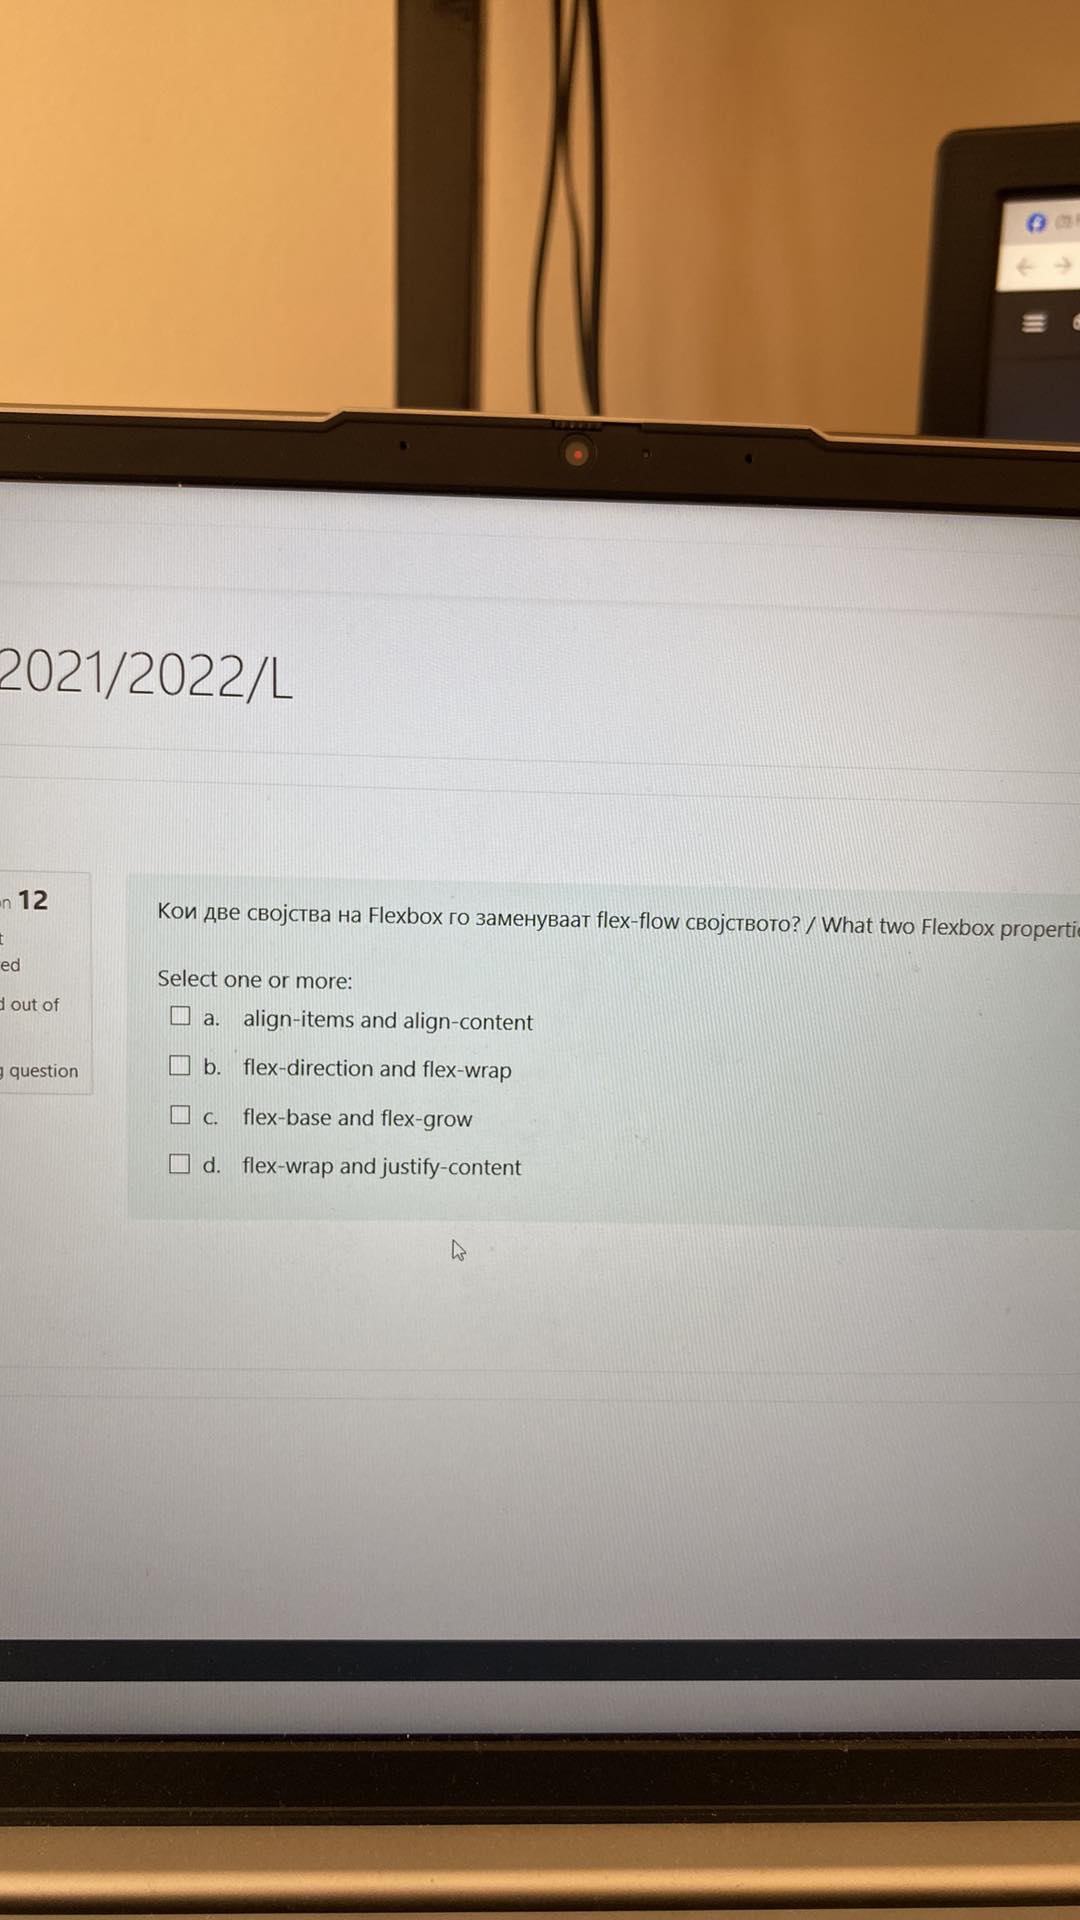 2021/2022/L
12
out of
question
Кои две својства на Flexbox го заменуваат flex-flow својството? / What two Flexbox
Select one or more:
a. align-items and align-content
b. flex-direction and flex-wrap
c. flex-base and flex-grow
d. flex-wrap and justify-content